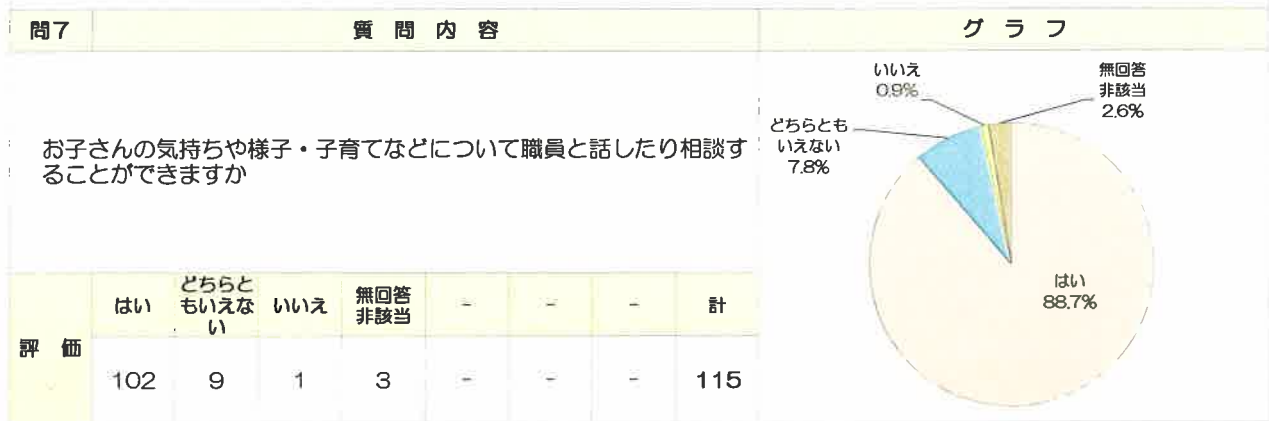 問7
質問内容
グラフ
お子さんの気持ちや様子・子育てなどについて職員と話したり相談す
ることができますか
いいえ
0.9%
無回答
非該当
2.6%
どちらとも
いえない
7.8%
はい
88.7%
評価
はい
どちらと
もいえな
い
いいえ
無回答
非該当
-
-
-
計
102
9
1
3
-
-
-
115